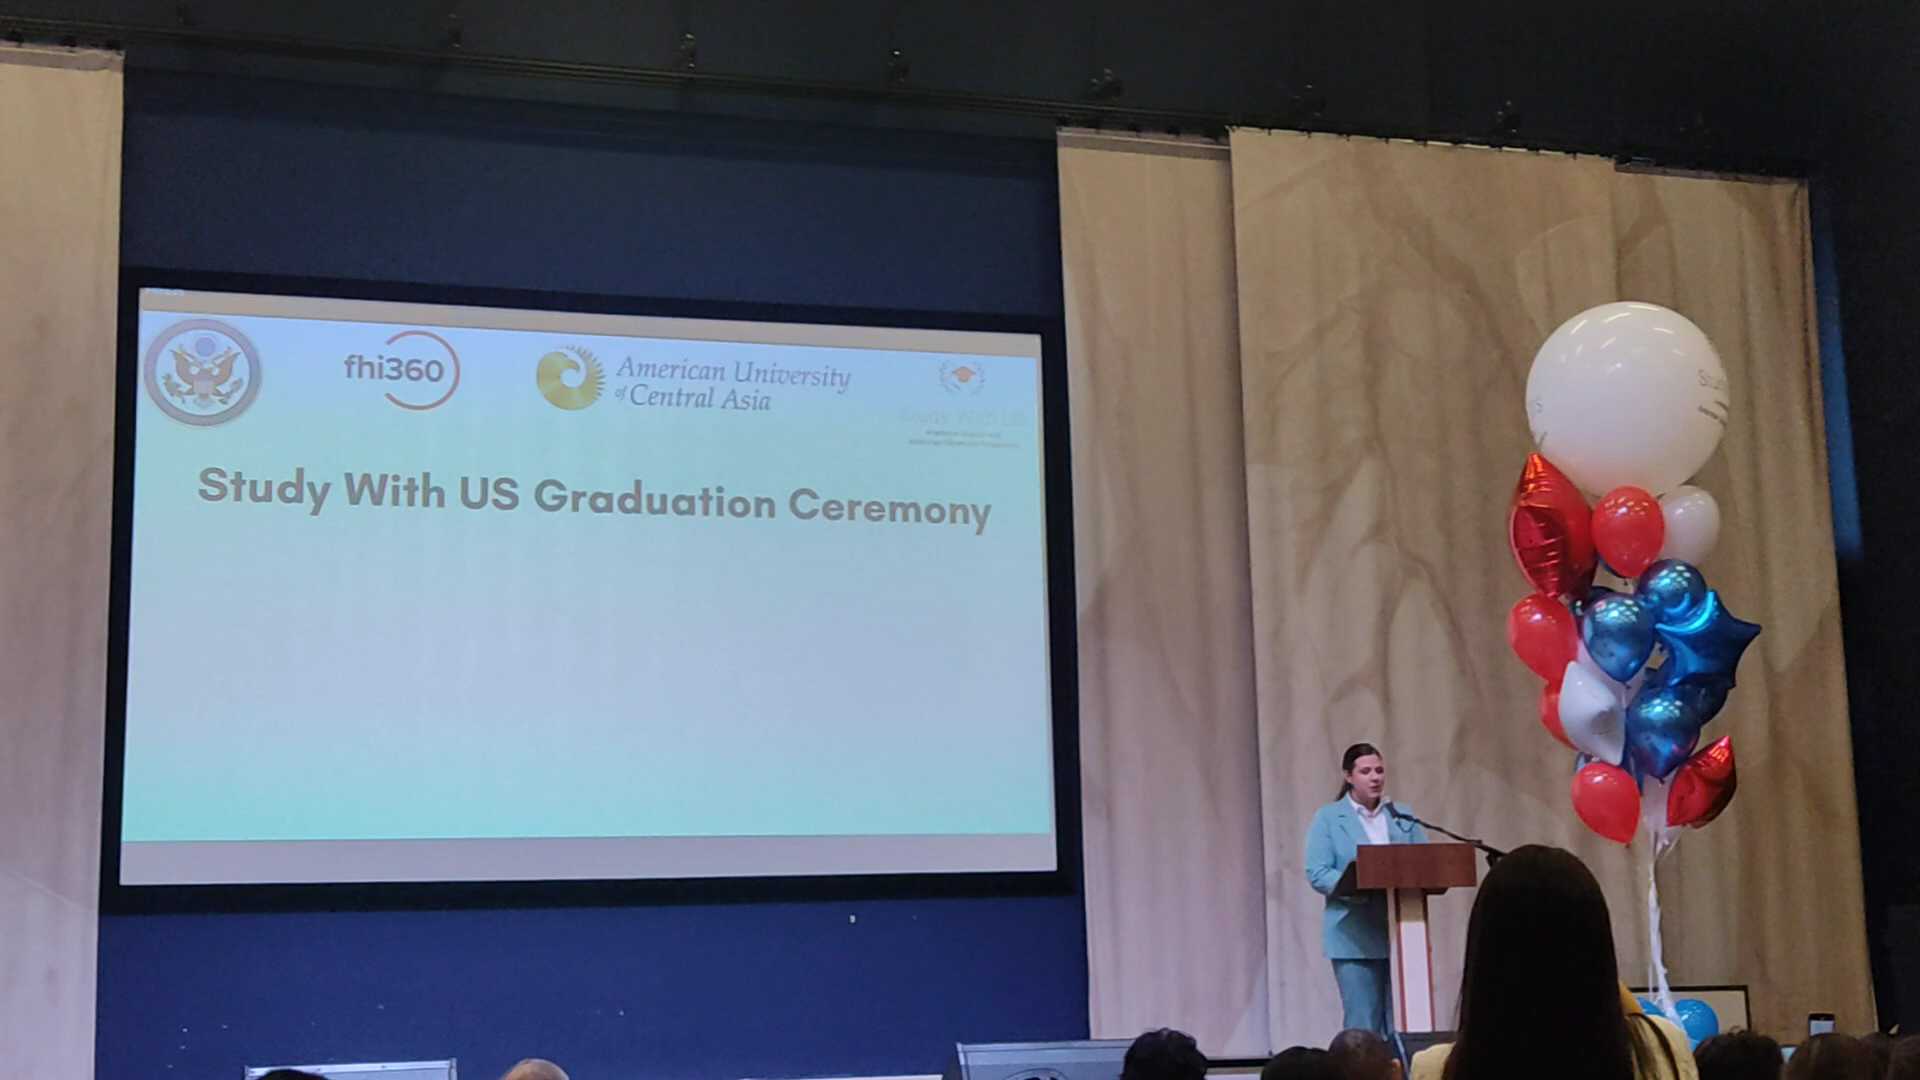 fhi360
American University
of Central Asia
Study With US
Study With US Graduation Ceremony